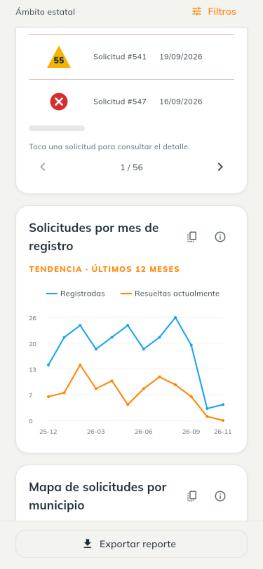 Ámbito estatal
Filtros
55
Solicitud #541
19/09/2026
Solicitud #547
16/09/2026
Toca una solicitud para consultar el detalle.
1 / 56
Solicitudes por mes de
registro
TENDENCIA · ÚLTIMOS 12 MESES
Registradas
Resueltas actualmente
26
20
13
7
0
25-12
26-03
26-06
26-09
26-11
Mapa de solicitudes por
municipio
Exportar reporte